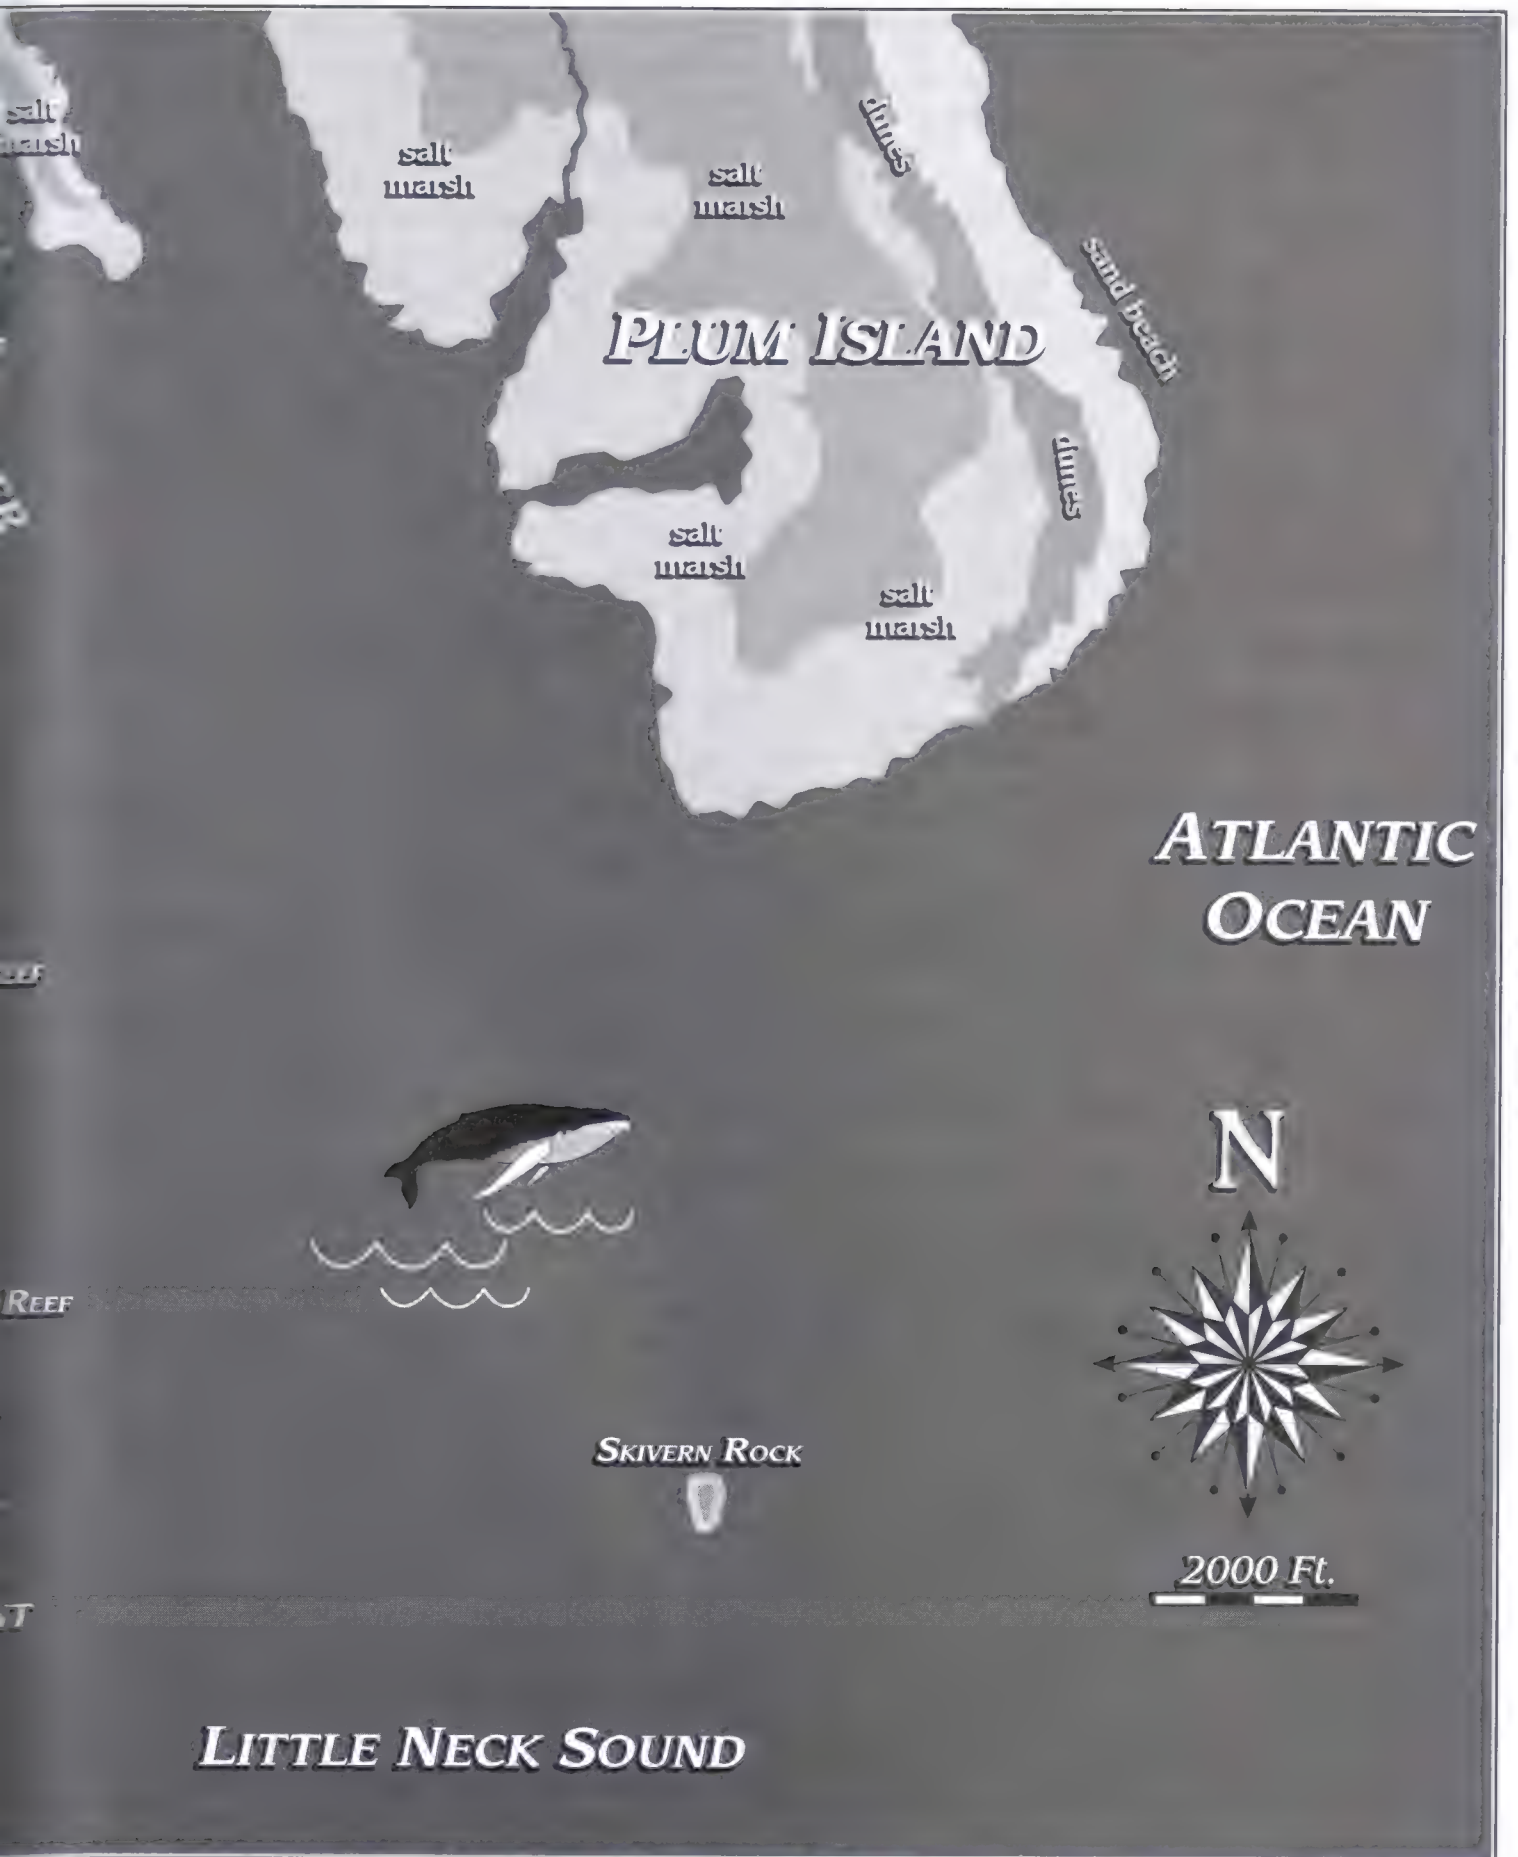 salt
salt
marsh
salt
marsh
dunes
sand beach
PLUM ISLAND
dunes
salt
marsh
salt
marsh
ATLANTIC
OCEAN
N
REEF
SKIVERN ROCK
2000 Ft.
LITTLE NECK SOUND